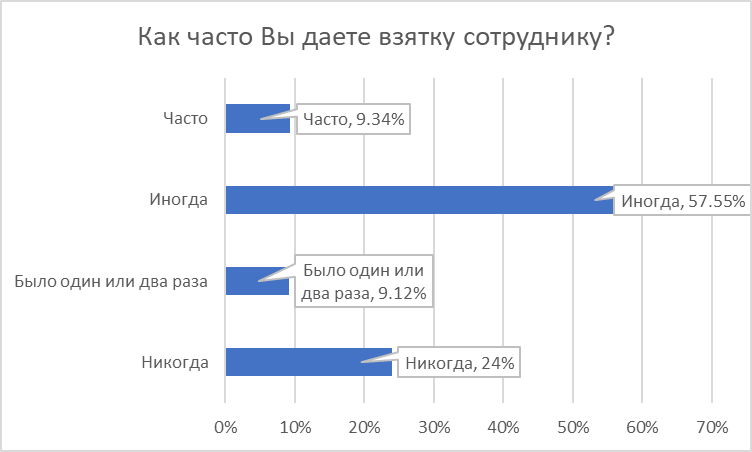 Как часто Вы даете взятку сотруднику?
Часто
Часто, 9.34%
Иногда
Иногда, 57.55%
Было один или два раза
Было один или
два раза, 9.12%
Никогда
Никогда, 24%
0% 10% 20% 30% 40% 50% 60% 70%